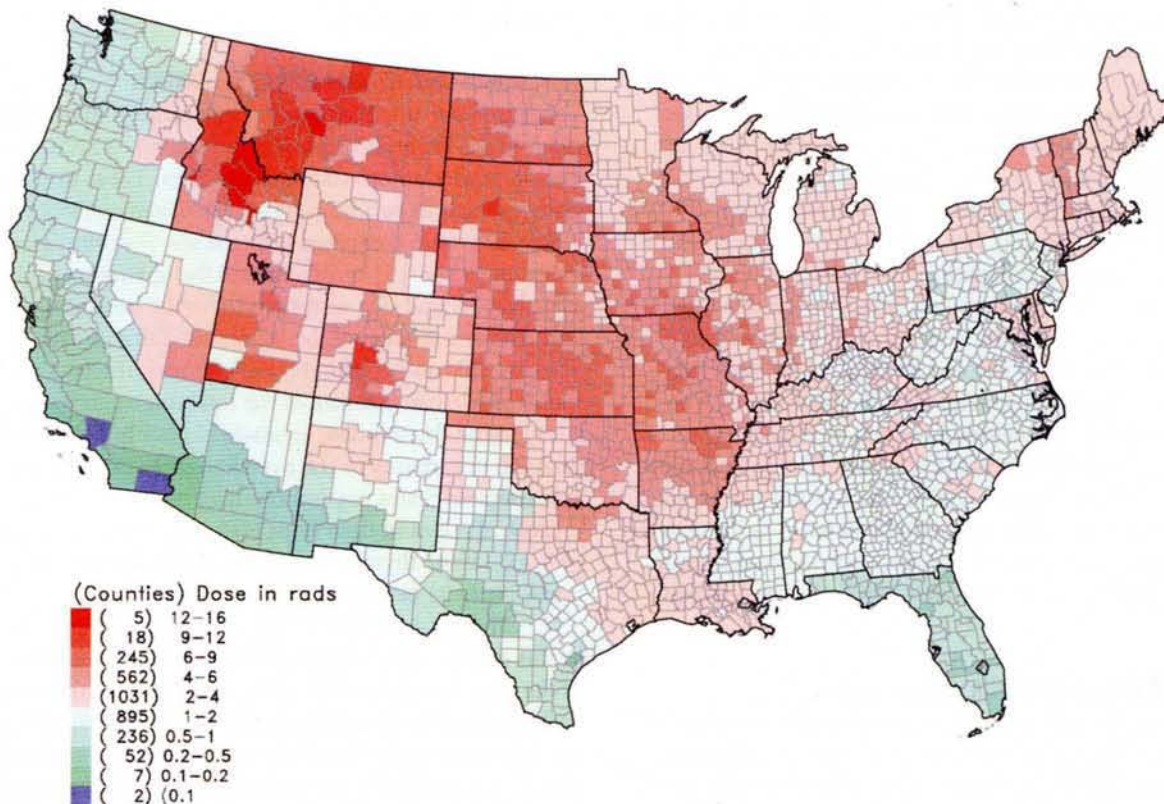 (Counties) Dose in rads
( 5) 12-16
( 18) 9-12
( 245) 6-9
( 562) 4-6
(1031) 2-4
( 895) 1-2
( 236) 0.5-1
( 52) 0.2-0.5
( 7) 0.1-0.2
( 2) (0.1